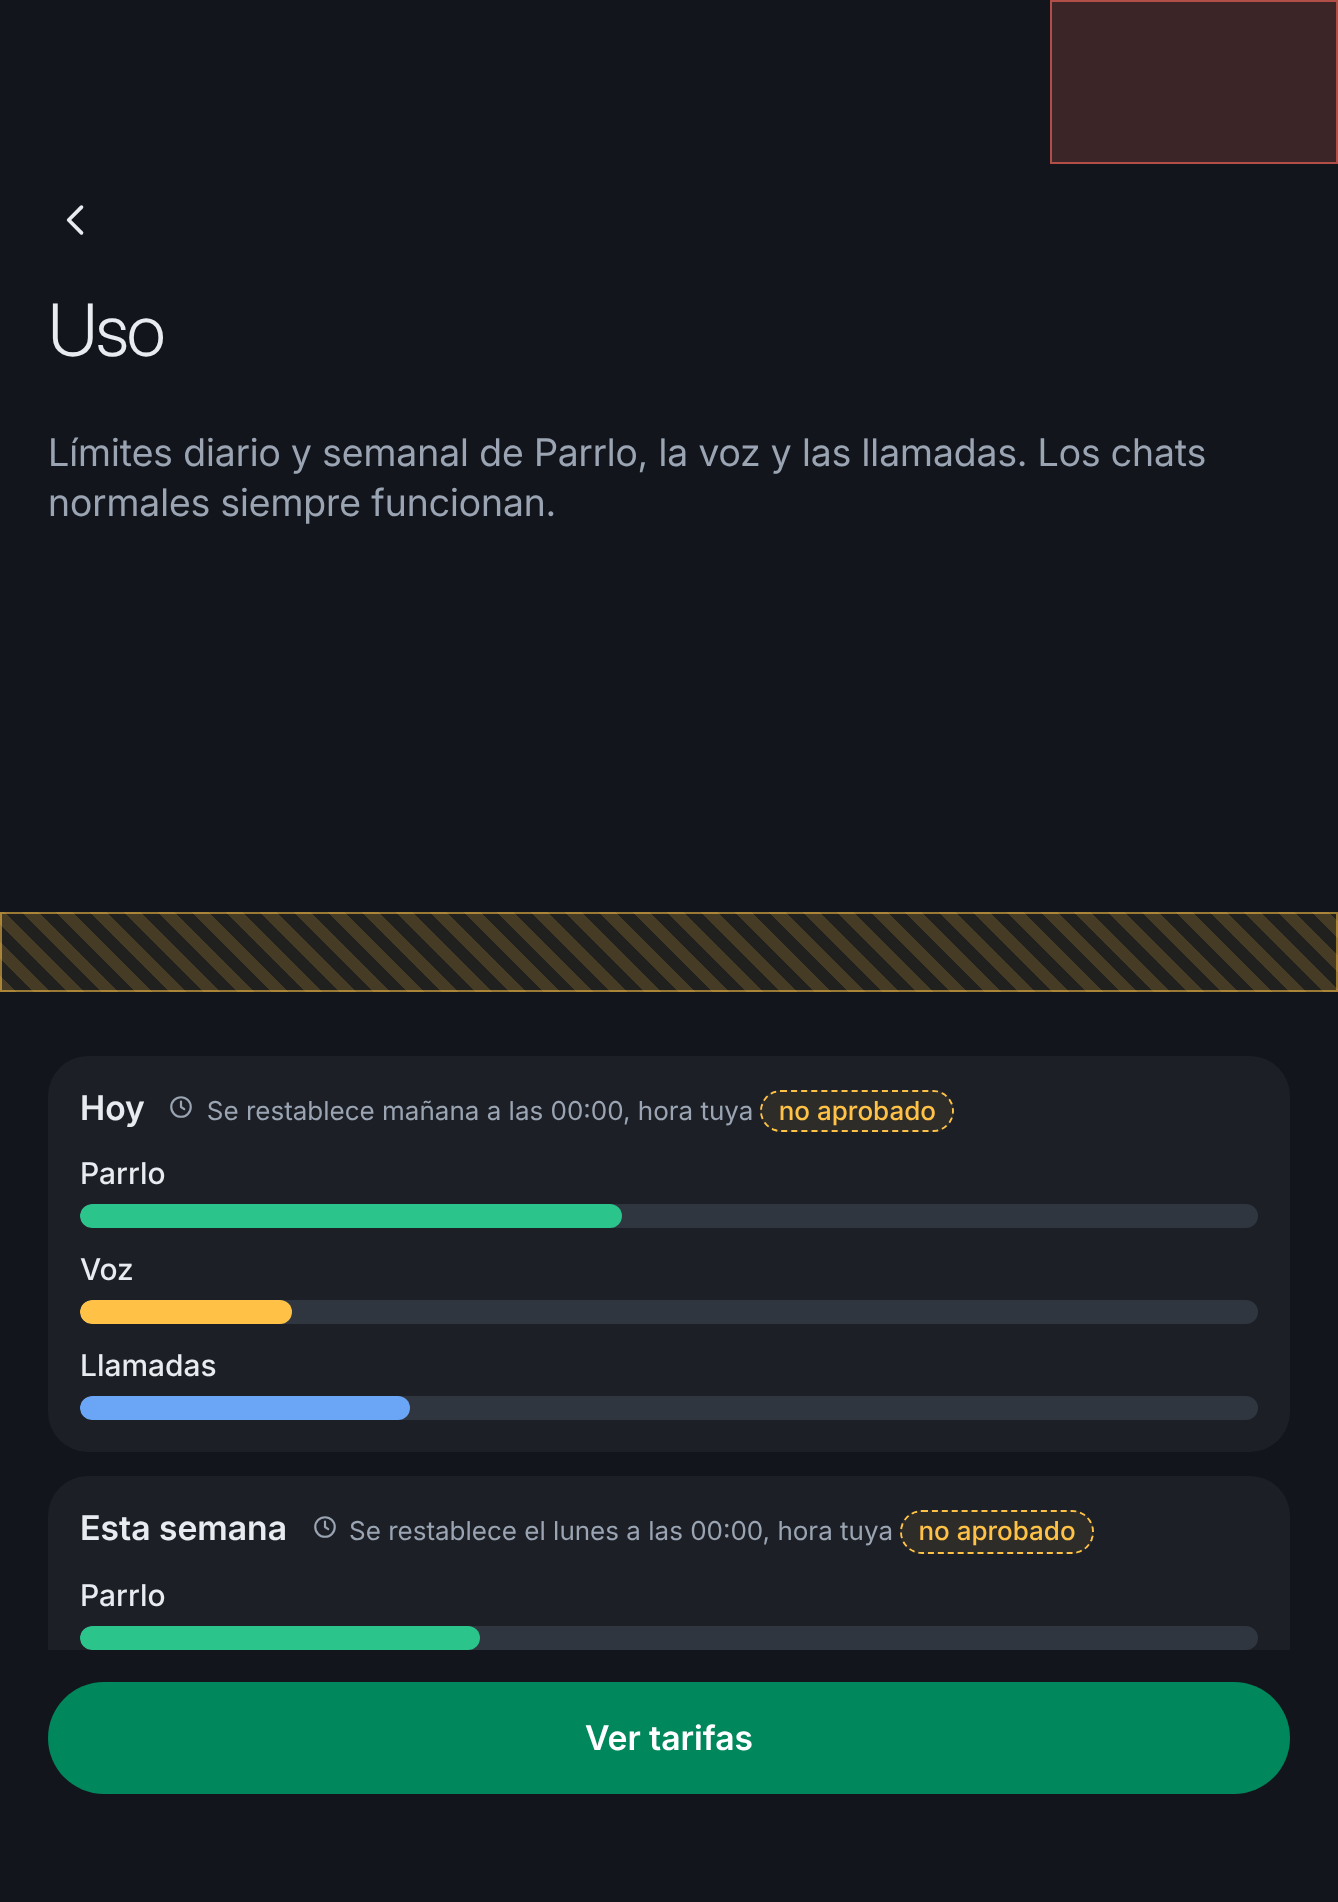 Uso
Límites diario y semanal de Parrlo, la voz y las llamadas. Los chats
normales siempre funcionan.
Hoy Se restablece mañana a las 00:00, hora tuya no aprobado
Parrlo
Voz
Llamadas
Esta semana Se restablece el lunes a las 00:00, hora tuya no aprobado
Parrlo
Ver tarifas